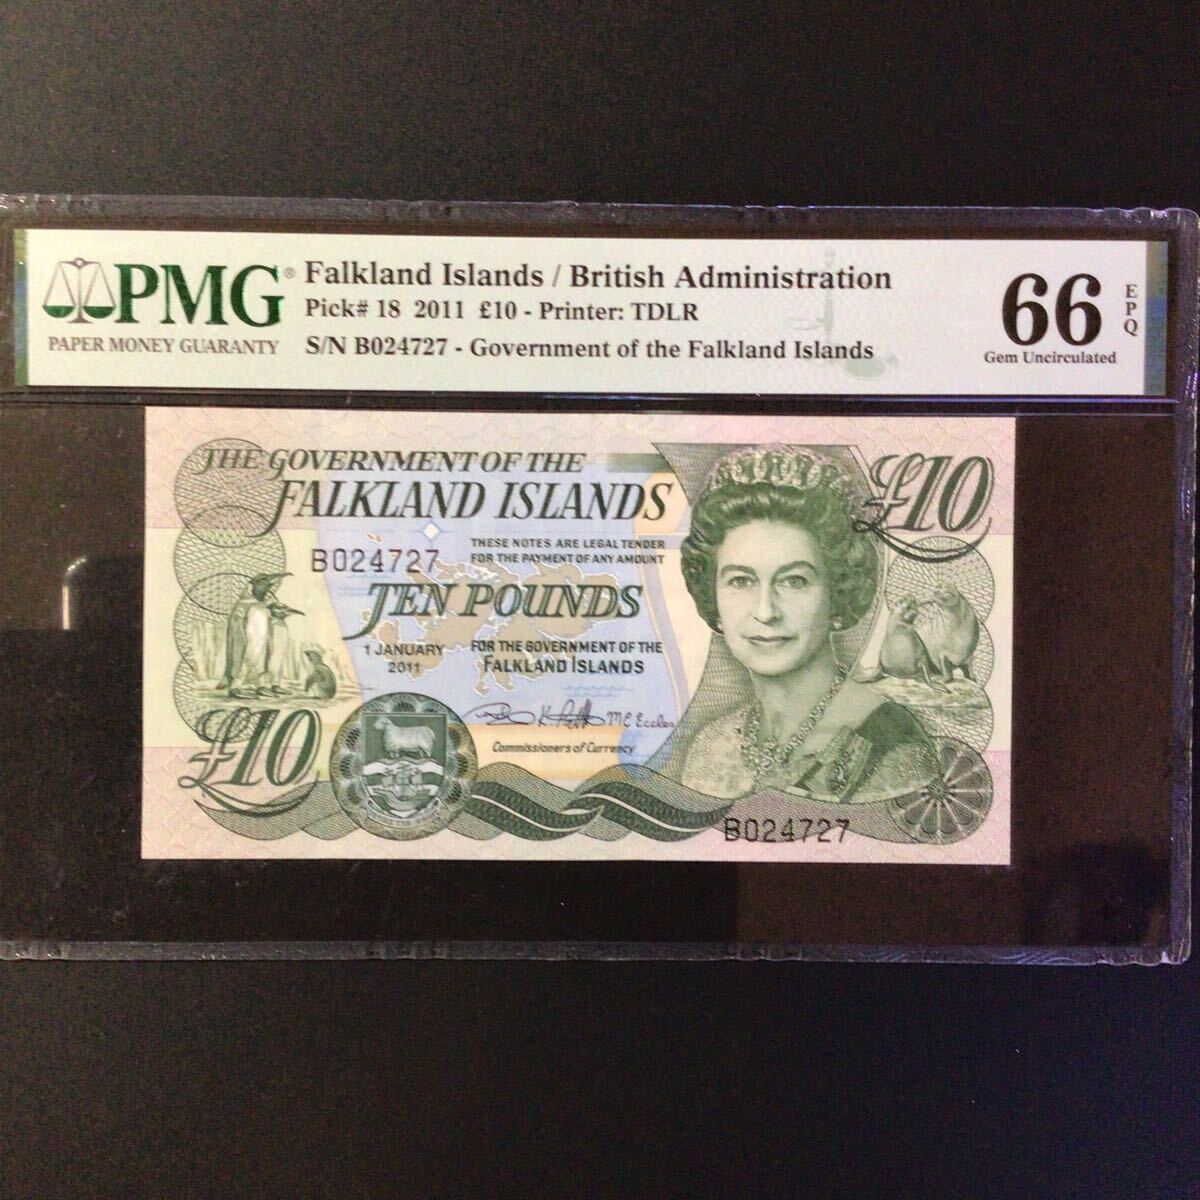 PMG®
PAPER MONEY GUARANTY
Falkland Islands / British Administration
Pick# 18 2011 £10 - Printer: TDLR
S/N B024727 - Government of the Falkland Islands
66
EPQ
Gem Uncirculated
THE GOVERNMENT OF THE
FALKLAND ISLANDS
£10
B024727
THESE NOTES ARE LEGAL TENDER
FOR THE PAYMENT OF ANY AMOUNT
TEN POUNDS
1 JANUARY
2011
FOR THE GOVERNMENT OF THE
FALKLAND ISLANDS
MC Eccles
Commissioners of Currency
£10
B024727